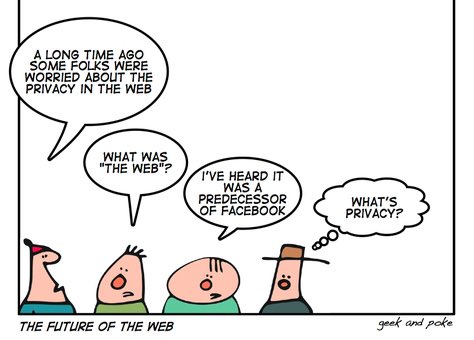 A LONG TIME AGO
SOME FOLKS WERE
WORRIED ABOUT THE
PRIVACY IN THE WEB
WHAT WAS
"THE WEB"?
I'VE HEARD IT
WAS A
PREDECESSOR
OF FACEBOOK
WHAT'S
PRIVACY?
THE FUTURE OF THE WEB
geek and poke